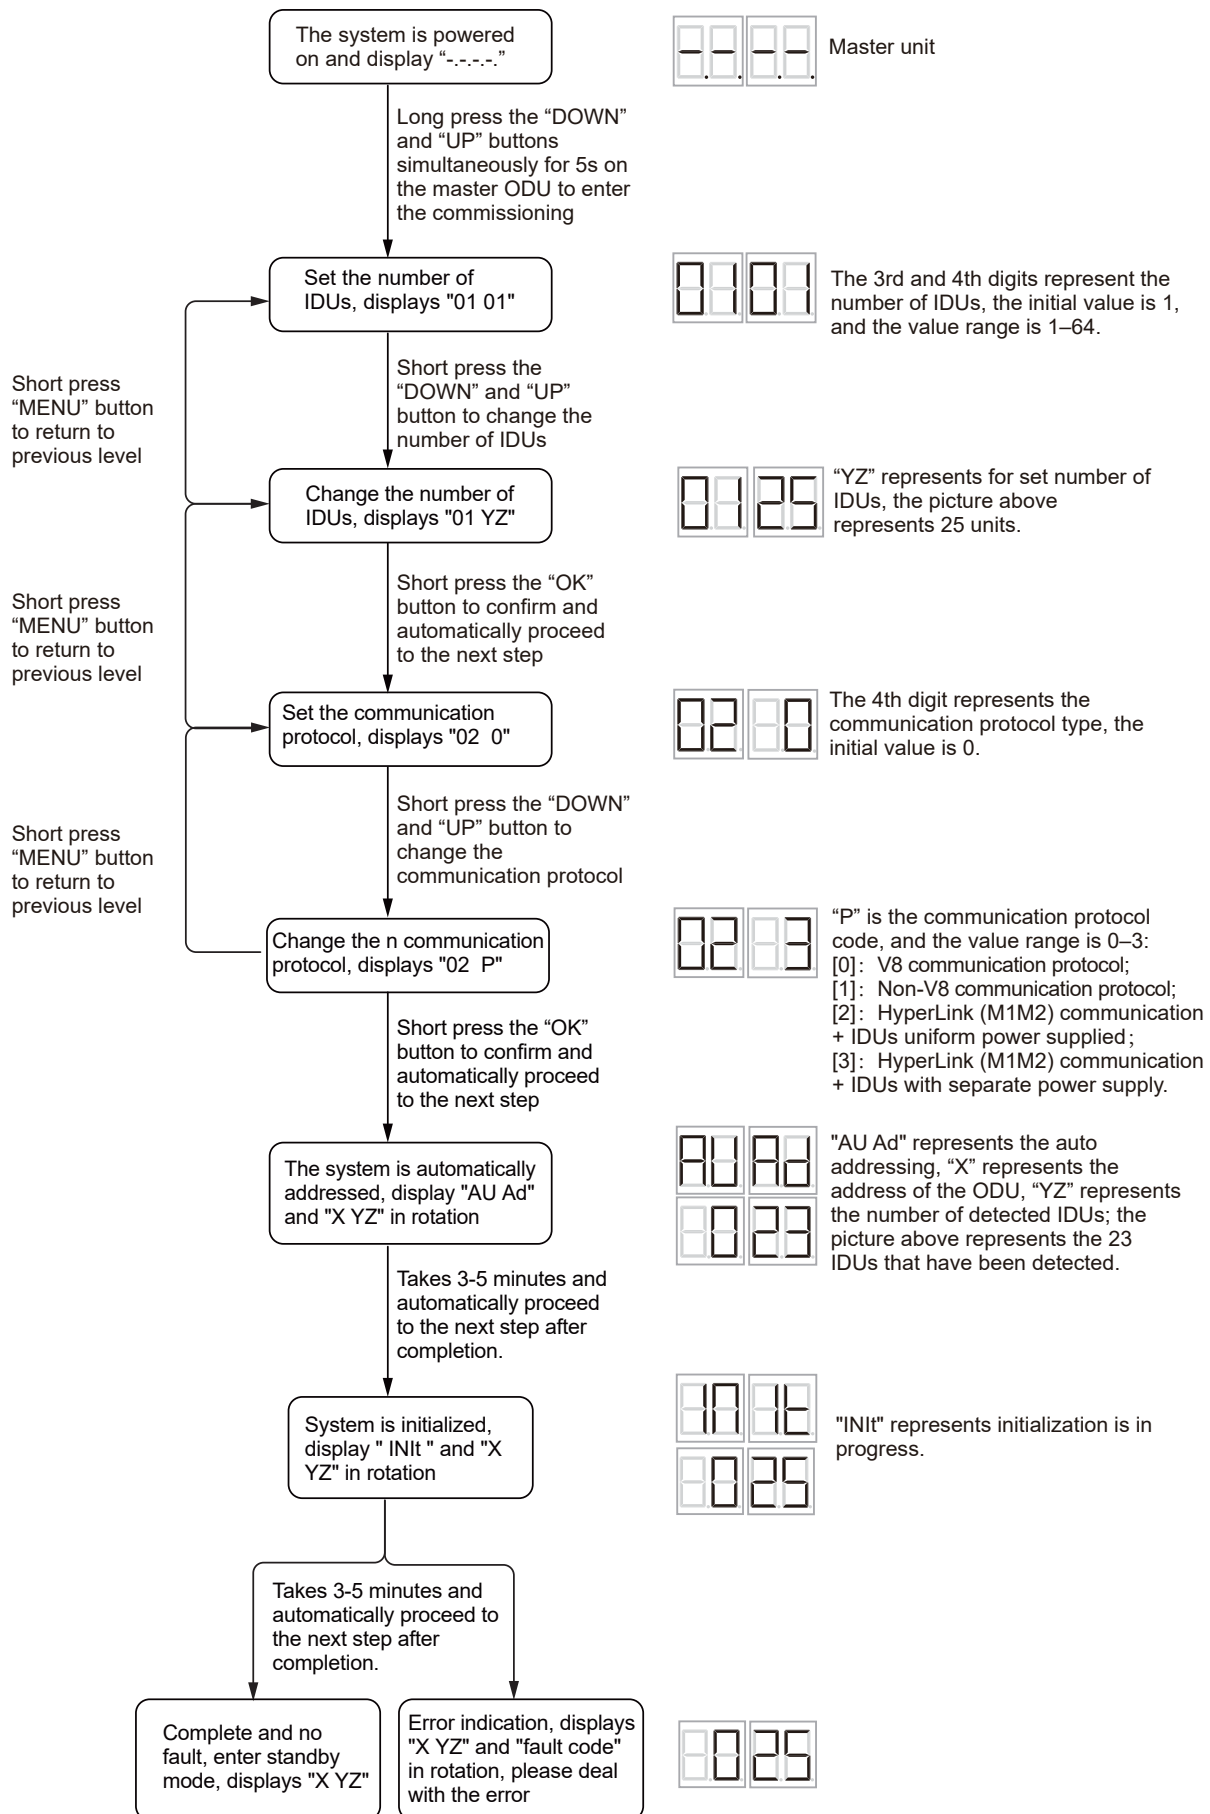 The system is powered
on and display “-.-.-.-.”
-.-.-.-.
Master unit
Long press the “DOWN”
and “UP” buttons
simultaneously for 5s on
the master ODU to enter
the commissioning
Set the number of
IDUs, displays "01 01"
0101
The 3rd and 4th digits represent the
number of IDUs, the initial value is 1,
and the value range is 1–64.
Short press
“MENU” button
to return to
previous level
Short press the
“DOWN” and “UP”
button to change the
number of IDUs
Change the number of
IDUs, displays "01 YZ"
0125
“YZ” represents for set number of
IDUs, the picture above
represents 25 units.
Short press
“MENU” button
to return to
previous level
Short press the “OK”
button to confirm and
automatically proceed
to the next step
Set the communication
protocol, displays "02  0"
02 0
The 4th digit represents the
communication protocol type, the
initial value is 0.
Short press
“MENU” button
to return to
previous level
Short press the “DOWN”
and “UP” button to
change the
communication protocol
Change the n communication
protocol, displays "02  P"
02 3
“P” is the communication protocol
code, and the value range is 0–3:
[0]：V8 communication protocol;
[1]：Non-V8 communication protocol;
[2]：HyperLink (M1M2) communication
+ IDUs uniform power supplied；
[3]：HyperLink (M1M2) communication
+ IDUs with separate power supply.
Short press the “OK”
button to confirm and
automatically proceed
to the next step
The system is automatically
addressed, display "AU Ad"
and "X YZ" in rotation
AU Ad
023
"AU Ad" represents the auto
addressing, “X” represents the
address of the ODU, “YZ” represents
the number of detected IDUs; the
picture above represents the 23
IDUs that have been detected.
Takes 3-5 minutes and
automatically proceed
to the next step after
completion.
System is initialized,
display " INIt " and "X
YZ" in rotation
INIt
025
"INIt" represents initialization is in
progress.
Takes 3-5 minutes and
automatically proceed to
the next step after
completion.
Complete and no
fault, enter standby
mode, displays "X YZ"
Error indication, displays
"X YZ" and "fault code"
in rotation, please deal
with the error
025